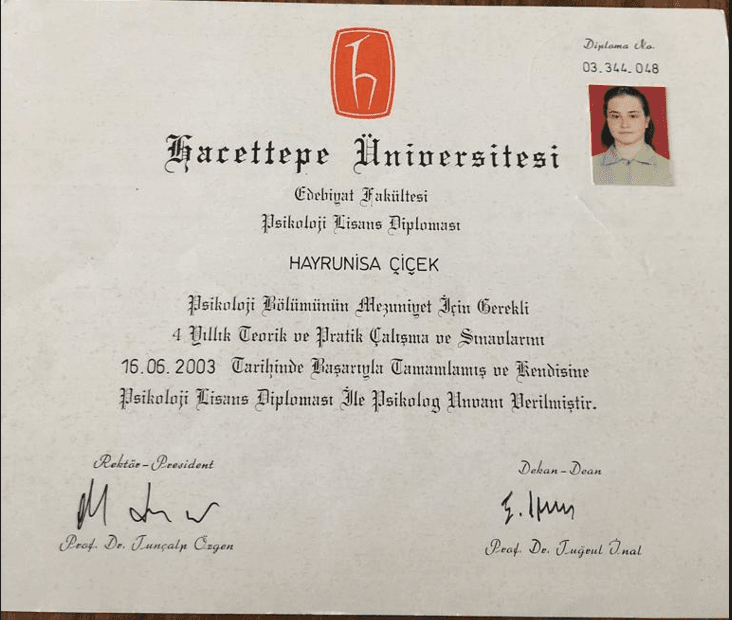 Diploma No.
03.344.048
Hacettepe Üniversitesi
Edebiyat Fakültesi
Psikoloji Lisans Diploması
HAYRUNİSA ÇİÇEK
Psikoloji Bölümünün Mezuniyet İçin Gerekli
4 Yıllık Teorik ve Pratik Çalışma ve Sınavlarını
16.06.2003 Tarihinde Başarıyla Tamamlamış ve Kendisine
Psikoloji Lisans Diploması İle Psikolog Unvanı Verilmiştir.
Rektör-President
Dekan-Dean
Prof. Dr. Tunçalp Özgen
Prof. Dr. Tuğrul İnal